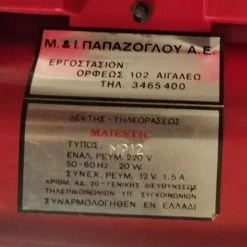 Μ. & Ι. ΠΑΠΑΖΟΓΛΟΥ Α.Ε.
ΕΡΓΟΣΤΑΣΙΟΝ:
ΟΡΦΕΩΣ 102 ΑΙΓΑΛΕΩ
ΤΗΛ. 3465400
ΔΕΚΤΗΣ - ΤΗΛΕΟΡΑΣΕΩΣ
MAJESTIC
ΤΥΠΟΣ: MP12
ΕΝΑΛ. ΡΕΥΜ. 220 V
50-60 Hz 20 W.
ΣΥΝΕΧ. ΡΕΥΜ. 12 V. 1.5 A.
ΑΡΙΘΜ. ΑΔ. 20 - ΓΕΝΙΚΗΣ ΔΙΕΥΘΥΝΣΕΩΣ
ΤΗΛΕΠΙΚΟΙΝΩΝΙΩΝ ΥΠ. ΣΥΓΚΟΙΝΩΝΙΩΝ
ΣΥΝΑΡΜΟΛΟΓΗΘΕΝ ΕΝ ΕΛΛΑΔΙ